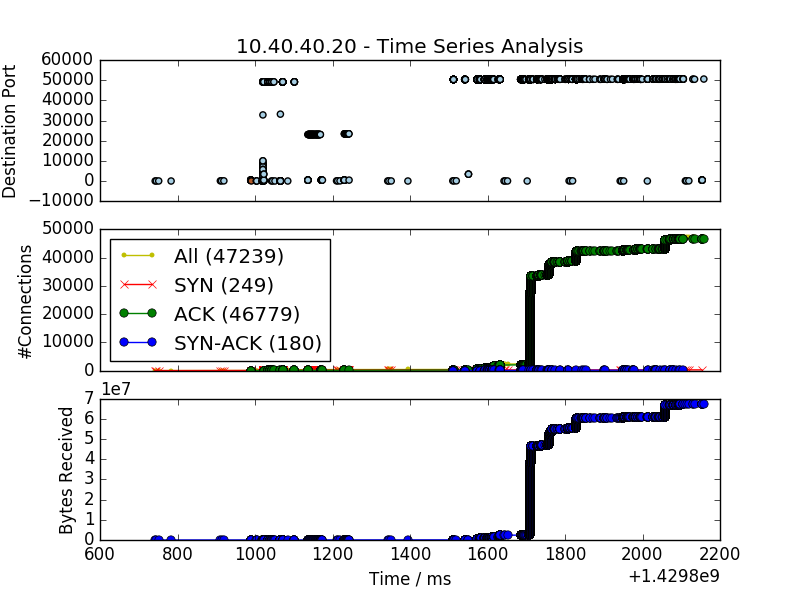 10.40.40.20 - Time Series Analysis
60000
50000
40000
30000
20000
10000
0
−10000
Destination Port
50000
40000
30000
20000
10000
0
#Connections
All (47239)
SYN (249)
ACK (46779)
SYN-ACK (180)
1e7
7
6
5
4
3
2
1
0
Bytes Received
600 800 1000 1200 1400 1600 1800 2000 2200
Time / ms
+1.4298e9